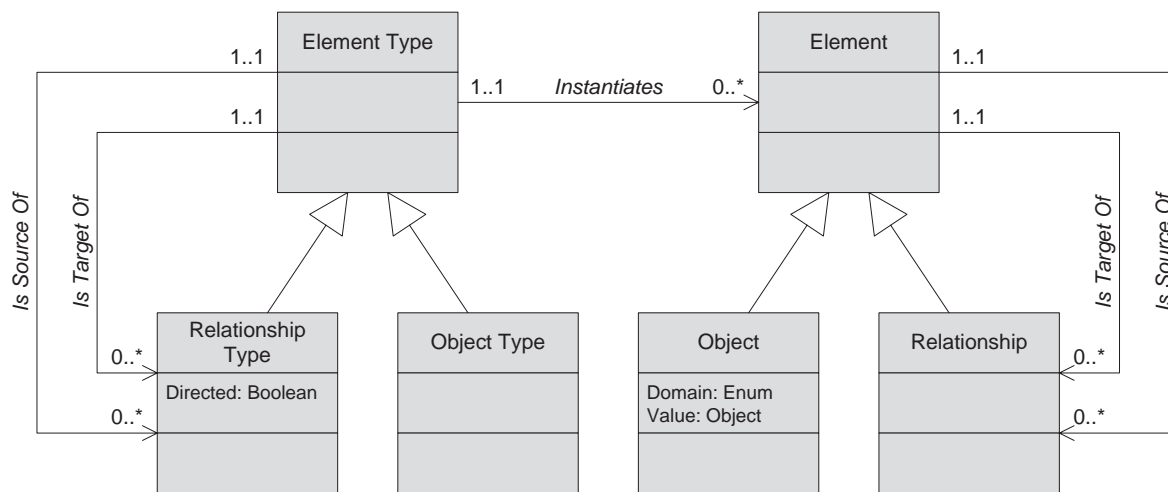 Element Type
Element
1..1
1..1
1..1
Instantiates
0..*
1..1
1..1
Is Source Of
Is Target Of
Is Target Of
Is Source Of
Relationship
Type
Object Type
Object
Relationship
0..*
0..*
Directed: Boolean
Domain: Enum
Value: Object
0..*
0..*